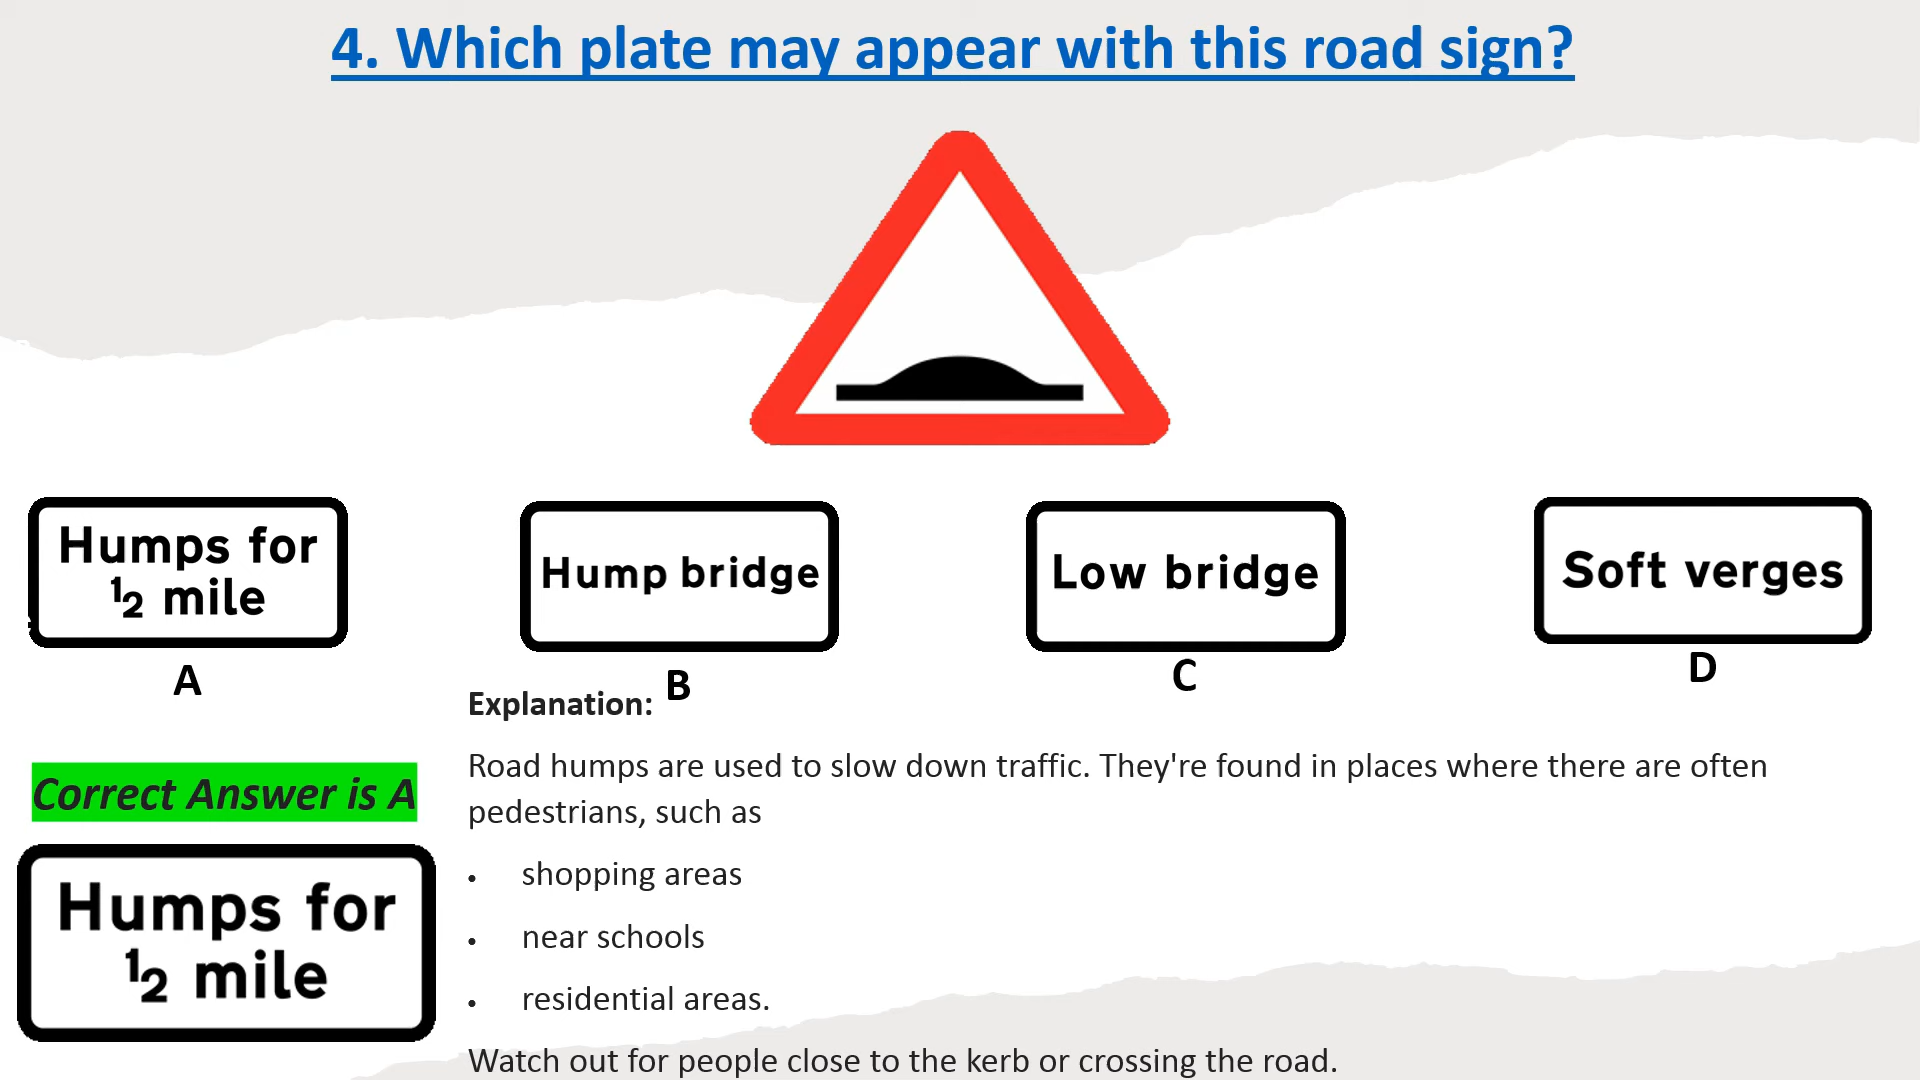 4. Which plate may appear with this road sign?
Humps for
½ mile
A
Hump bridge
B
Low bridge
C
Soft verges
D
Correct Answer is A
Humps for
½ mile
Explanation:
Road humps are used to slow down traffic. They're found in places where there are often
pedestrians, such as
• shopping areas
• near schools
• residential areas.
Watch out for people close to the kerb or crossing the road.